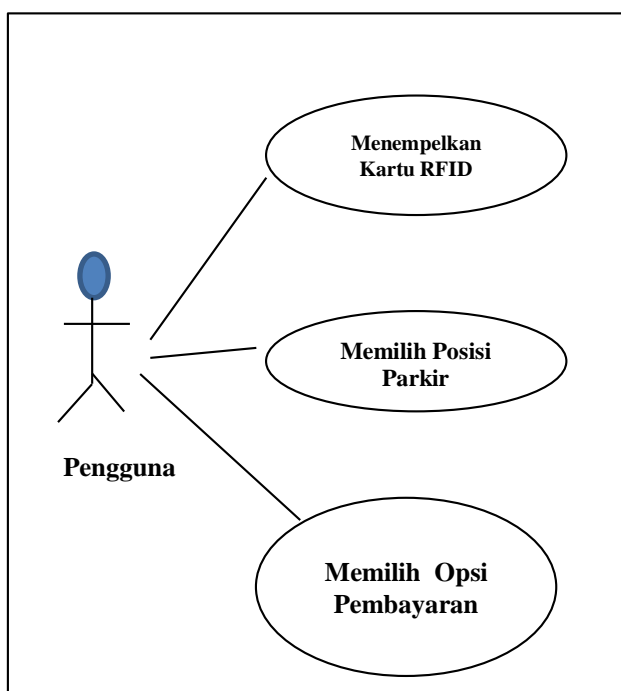 Menempelkan
Kartu RFID
Memilih Posisi
Parkir
Pengguna
Memilih Opsi
Pembayaran